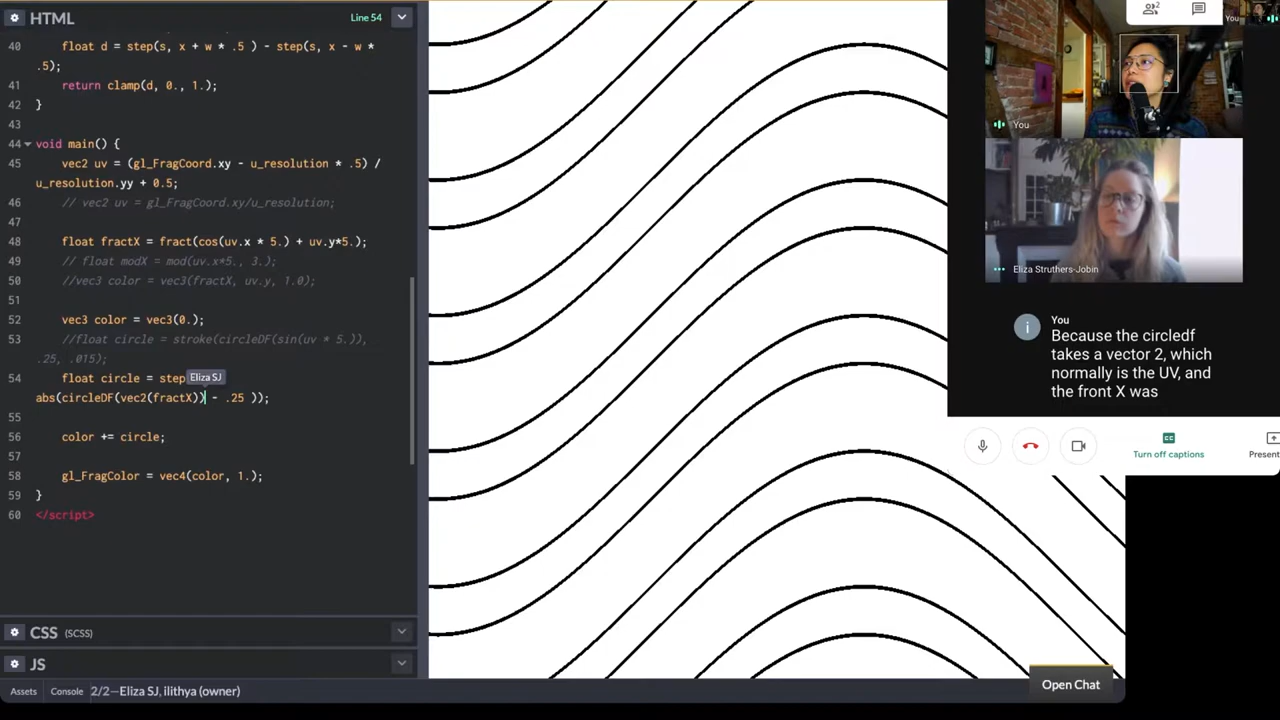 HTML
Line 54
40 float d = step(s, x + w * .5 ) - step(s, x - w *
.5);
41 return clamp(d, 0., 1.);
42 }
43
44 void main() {
45 vec2 uv = (gl_FragCoord.xy - u_resolution * .5) /
u_resolution.yy + 0.5;
46 // vec2 uv = gl_FragCoord.xy/u_resolution;
47
48 float fractX = fract(cos(uv.x * 5.) + uv.y*5.);
49 // float modX = mod(uv.x*5., 3.);
50 //vec3 color = vec3(fractX, uv.y, 1.0);
51
52 vec3 color = vec3(0.);
53 //float circle = stroke(circleDF(sin(uv * 5.)),
.25, .015);
54 float circle = step
Eliza SJ
abs(circleDF(vec2(fractX)) - .25 ));
55
56 color += circle;
57
58 gl_FragColor = vec4(color, 1.);
59 }
60 </script>
CSS (SCSS)
JS
Assets Console 2/2—Eliza SJ, ilithya (owner)
Open Chat
2
You
You
Eliza Struthers-Jobin
You
Because the circledf
takes a vector 2, which
normally is the UV, and
the front X was
Turn off captions
Present